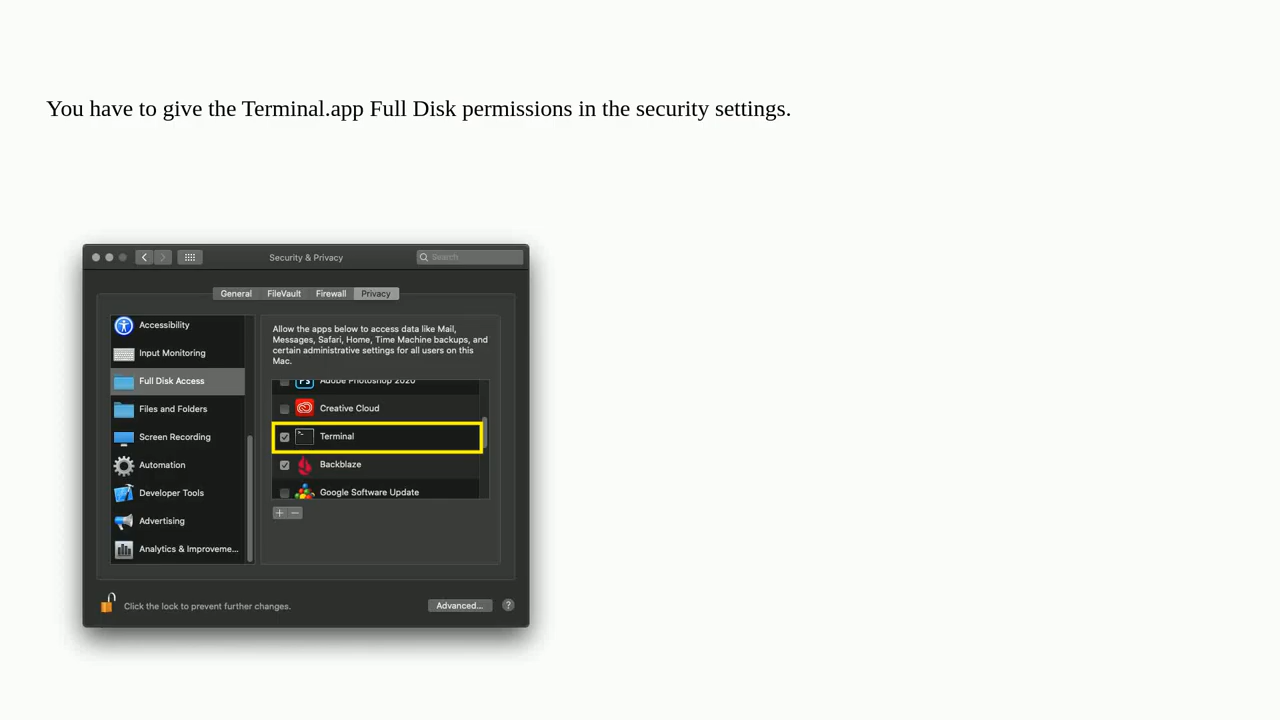 You have to give the Terminal.app Full Disk permissions in the security settings.
Security & Privacy
Search
General FileVault Firewall Privacy
Accessibility
Input Monitoring
Full Disk Access
Files and Folders
Screen Recording
Automation
Developer Tools
Advertising
Analytics & Improveme...
Allow the apps below to access data like Mail,
Messages, Safari, Home, Time Machine backups, and
certain administrative settings for all users on this
Mac.
Adobe Photoshop 2020
Creative Cloud
Terminal
Backblaze
Google Software Update
Click the lock to prevent further changes.
Advanced...
?